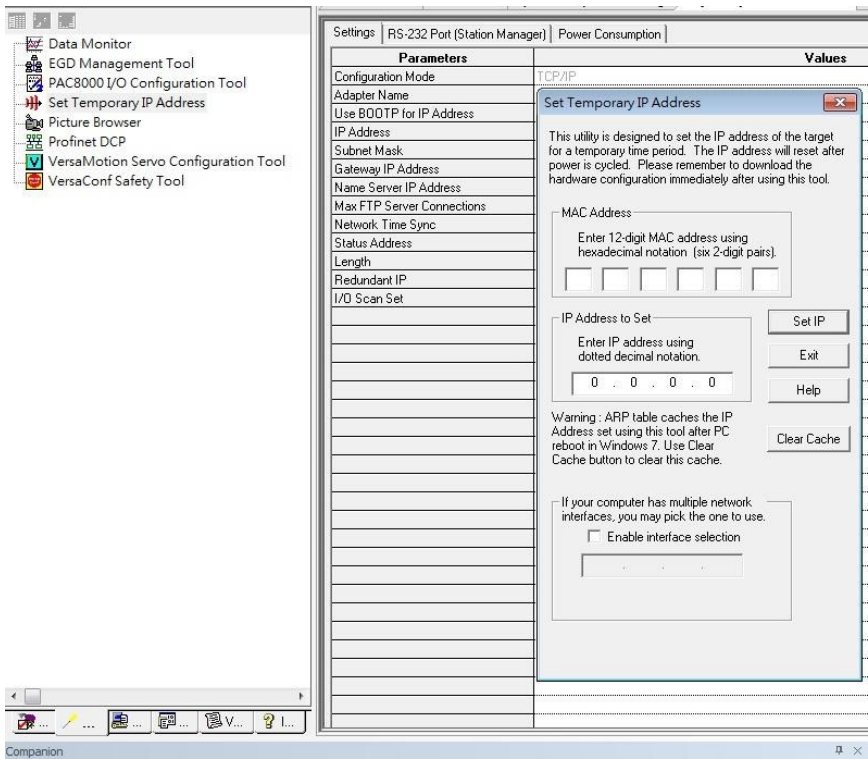 Data Monitor
EGD Management Tool
PAC8000 I/O Configuration Tool
Set Temporary IP Address
Picture Browser
Profinet DCP
VersaMotion Servo Configuration Tool
VersaConf Safety Tool
V...
I...
Companion
Settings
RS-232 Port (Station Manager)
Power Consumption
Parameters
Values
Configuration Mode
TCP/IP
Adapter Name
Use BOOTP for IP Address
IP Address
Subnet Mask
Gateway IP Address
Name Server IP Address
Max FTP Server Connections
Network Time Sync
Status Address
Length
Redundant IP
I/O Scan Set
Set Temporary IP Address
This utility is designed to set the IP address of the target
for a temporary time period. The IP address will reset after
power is cycled. Please remember to download the
hardware configuration immediately after using this tool.
MAC Address
Enter 12-digit MAC address using
hexadecimal notation (six 2-digit pairs).
IP Address to Set
Enter IP address using
dotted decimal notation.
0 . 0 . 0 . 0
Set IP
Exit
Help
Warning : ARP table caches the IP
Address set using this tool after PC
reboot in Windows 7. Use Clear
Cache button to clear this cache.
Clear Cache
If your computer has multiple network
interfaces, you may pick the one to use.
Enable interface selection